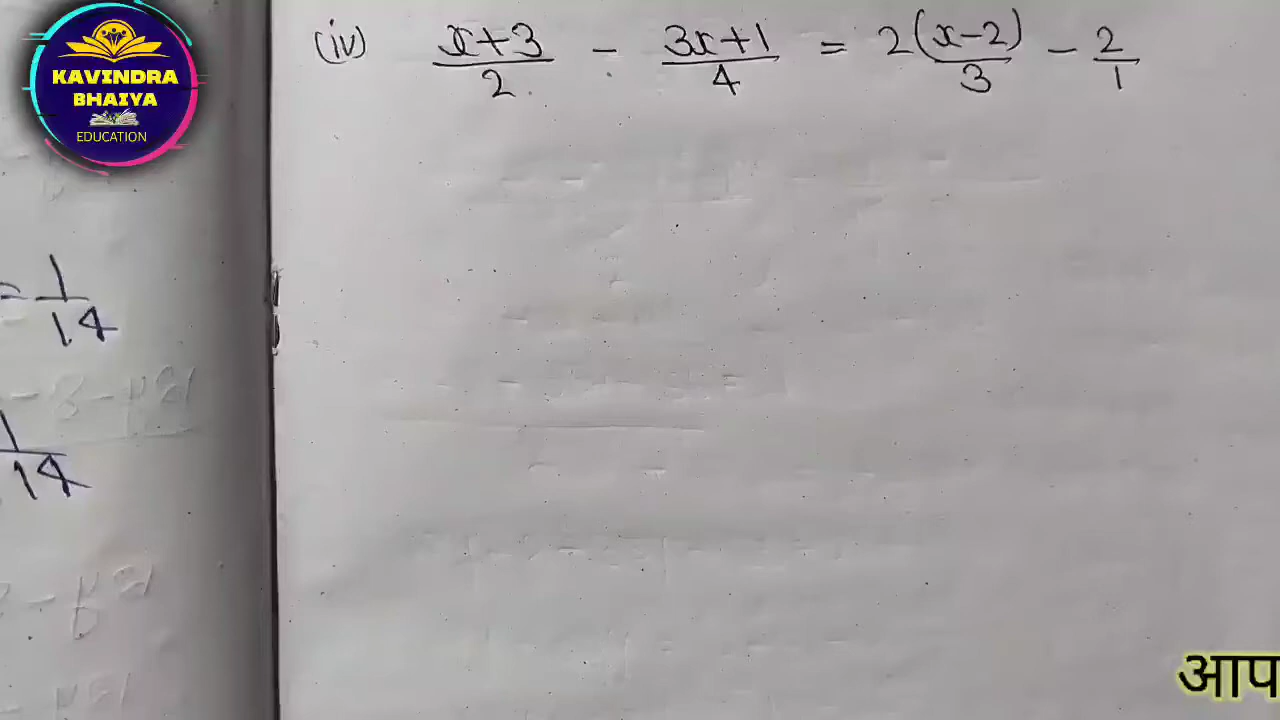 KAVINDRA
BHAIYA
EDUCATION
(iv) x+3/2 - 3x+1/4 = 2(x-2)/3 - 2/1
= 1/14
1/14
आप